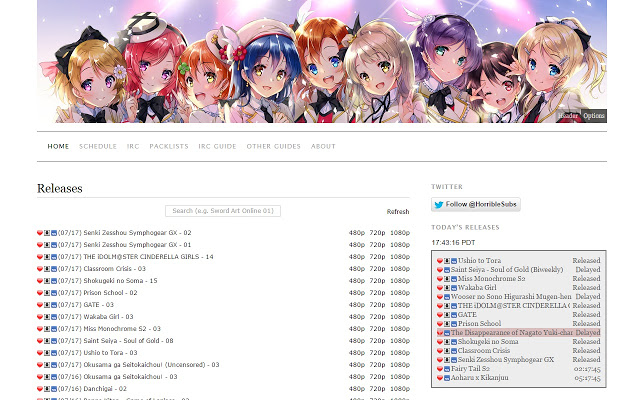 Header Options
HOME SCHEDULE IRC PACKLISTS IRC GUIDE OTHER GUIDES ABOUT
Releases
Search (e.g. Sword Art Online 01)
Refresh
(07/17) Senki Zesshou Symphogear GX - 02 480p 720p 1080p
(07/17) Senki Zesshou Symphogear GX - 01 480p 720p 1080p
(07/17) THE iDOLM@STER CINDERELLA GIRLS - 14 480p 720p 1080p
(07/17) Classroom Crisis - 03 480p 720p 1080p
(07/17) Shokugeki no Soma - 15 480p 720p 1080p
(07/17) Prison School - 02 480p 720p 1080p
(07/17) GATE - 03 480p 720p 1080p
(07/17) Wakaba Girl - 03 480p 720p 1080p
(07/17) Miss Monochrome S2 - 03 480p 720p 1080p
(07/17) Saint Seiya - Soul of Gold - 08 480p 720p 1080p
(07/17) Ushio to Tora - 03 480p 720p 1080p
(07/17) Okusama ga Seitokaichou! (Uncensored) - 03 480p 720p 1080p
(07/16) Okusama ga Seitokaichou! - 03 480p 720p 1080p
(07/16) Danchigai - 02 480p 720p 1080p
TWITTER
Follow @HorribleSubs
TODAY'S RELEASES
17:43:16 PDT
Ushio to Tora Released
Saint Seiya - Soul of Gold (Biweekly) Delayed
Miss Monochrome S2 Released
Wakaba Girl Released
Wooser no Sono Higurashi Mugen-hen Delayed
THE iDOLM@STER CINDERELLA Released
GATE Released
Prison School Released
The Disappearance of Nagato Yuki-chan Delayed
Shokugeki no Soma Released
Classroom Crisis Released
Senki Zesshou Symphogear GX Released
Fairy Tail S2 00:17:45
Aoharu x Kikanjuu 05:17:45